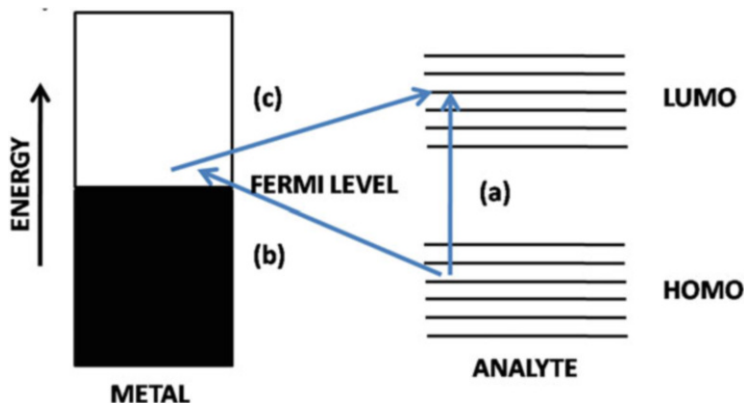 (c)
LUMO
ENERGY
FERMI LEVEL
(a)
(b)
HOMO
ANALYTE
METAL